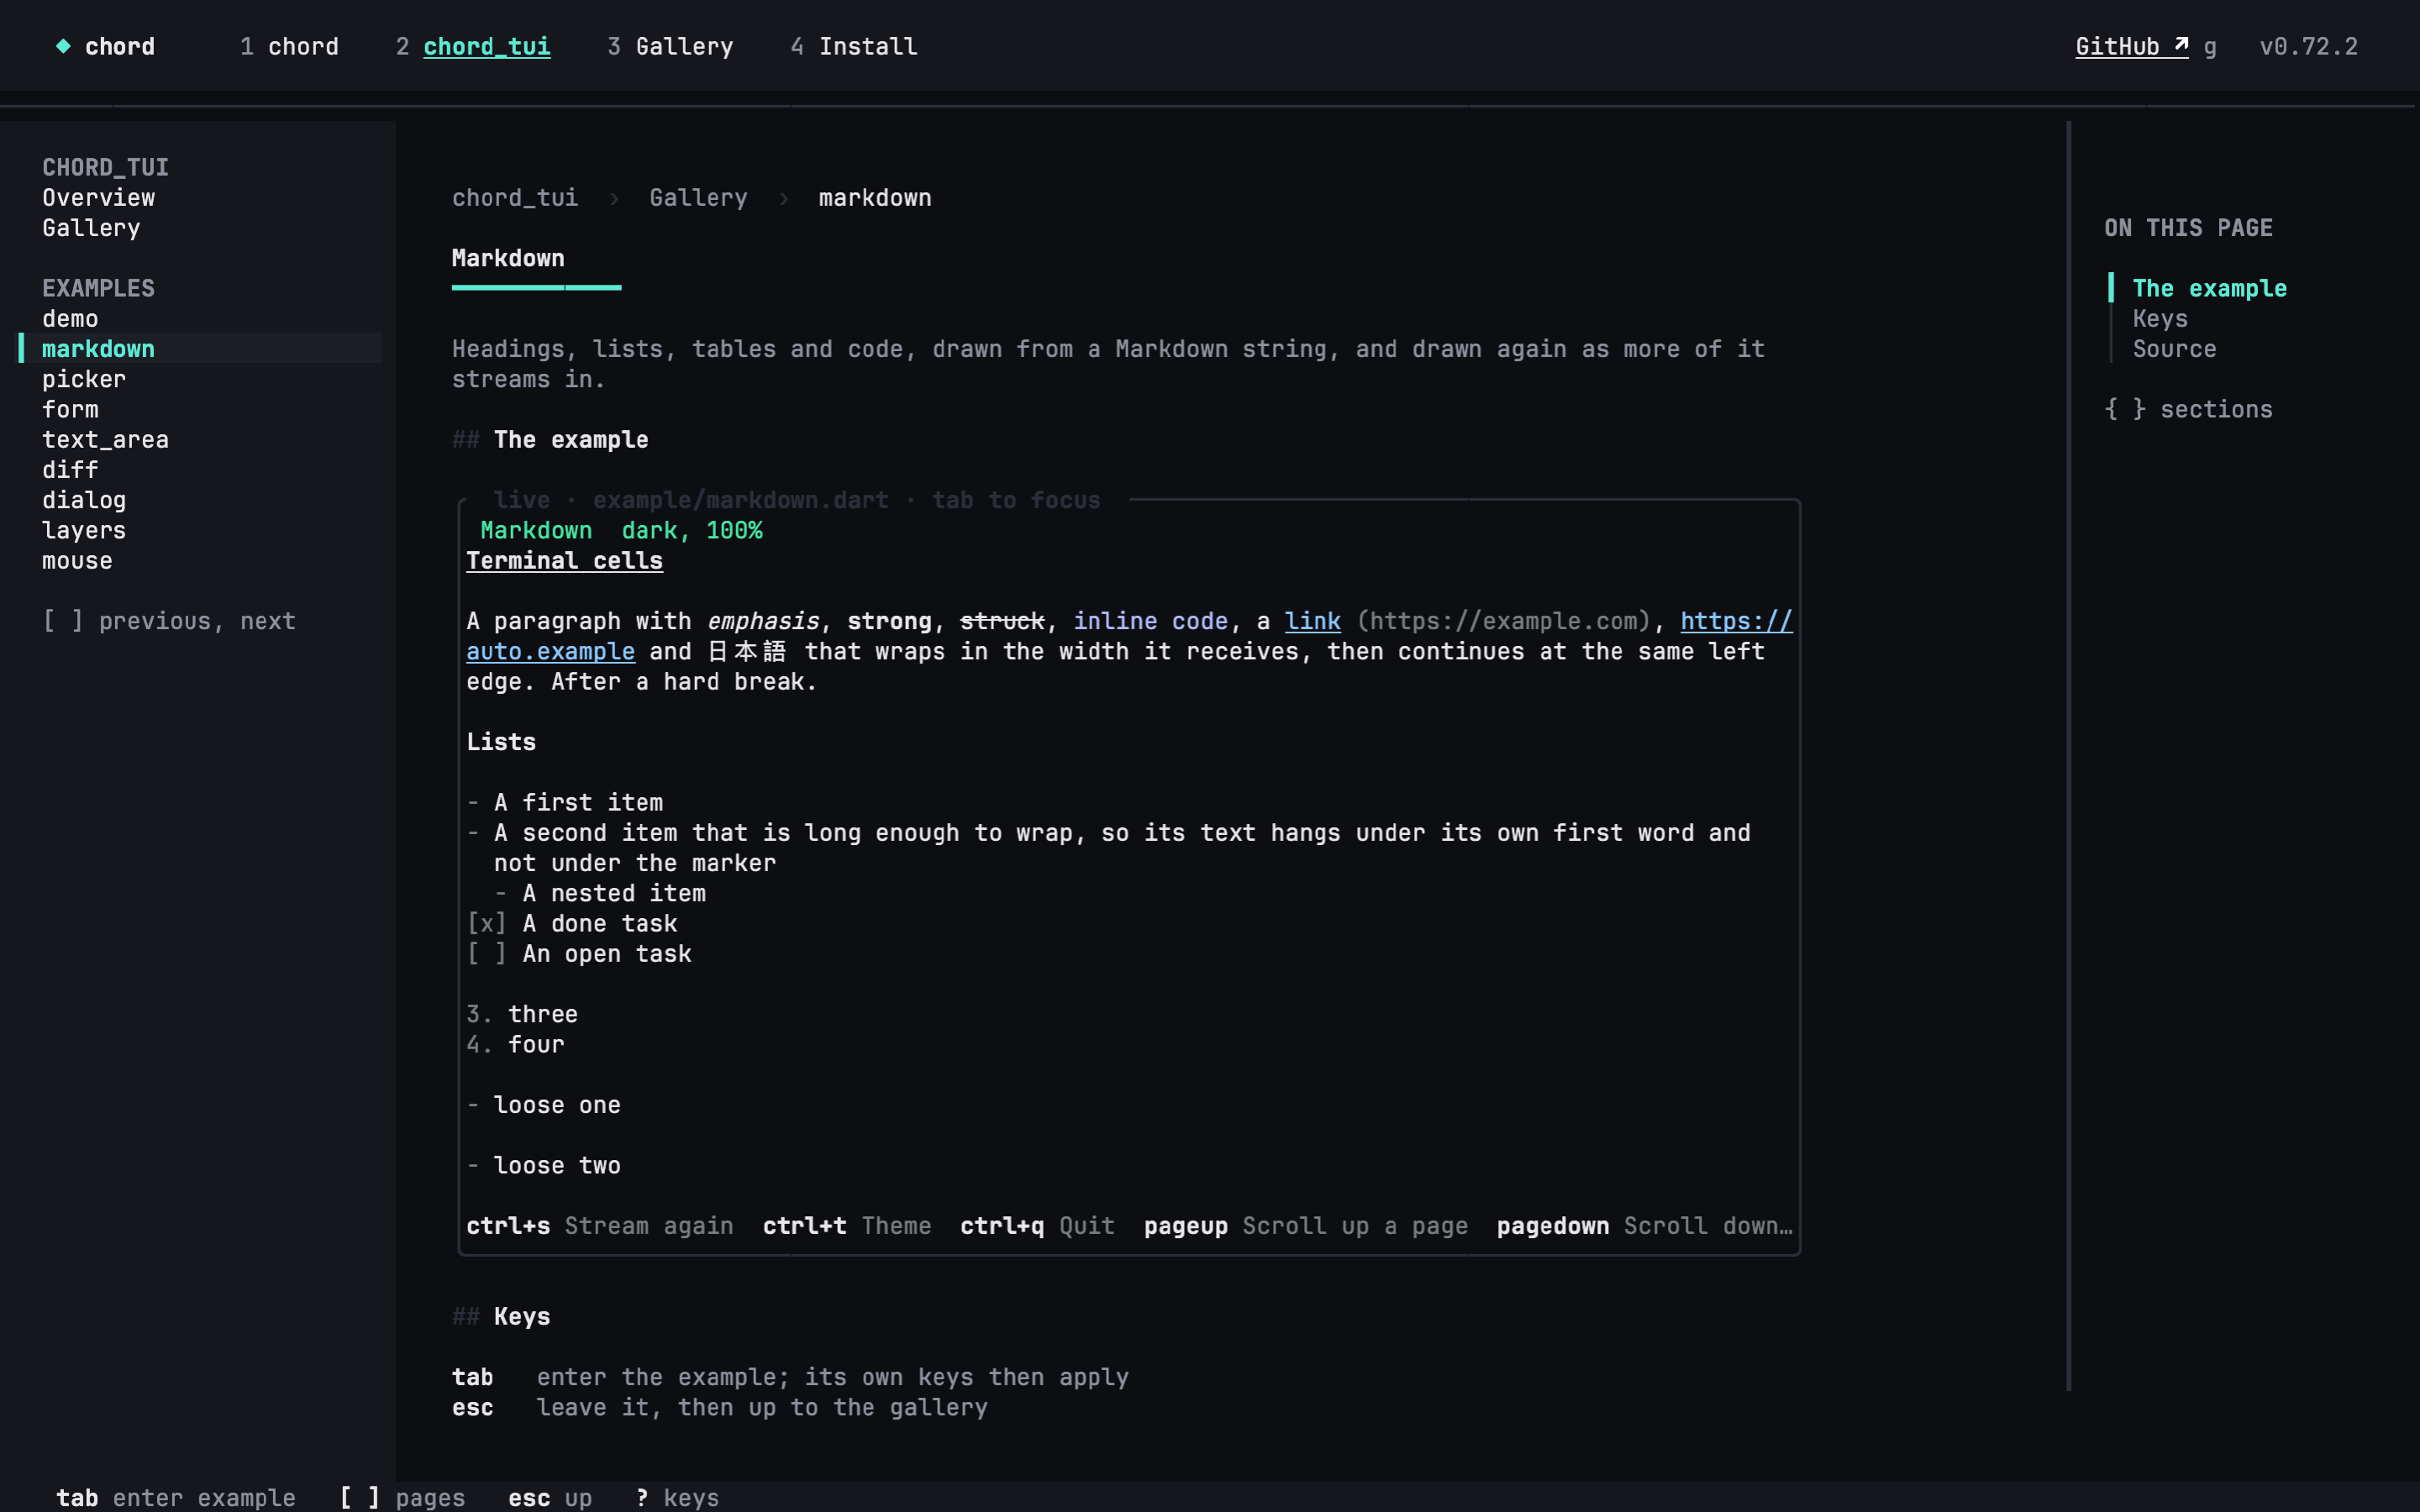 ◆ chord 1 chord 2 chord_tui 3 Gallery 4 Install GitHub ↗ g v0.72.2
CHORD_TUI
Overview
Gallery
EXAMPLES
demo
markdown
picker
form
text_area
diff
dialog
layers
mouse
[ ] previous, next
chord_tui › Gallery › markdown
Markdown
Headings, lists, tables and code, drawn from a Markdown string, and drawn again as more of it
streams in.
## The example
live · example/markdown.dart · tab to focus
Markdown dark, 100%
Terminal cells
A paragraph with emphasis, strong, struck, inline code, a link (https://example.com), https://
auto.example and 日本語 that wraps in the width it receives, then continues at the same left
edge. After a hard break.
Lists
- A first item
- A second item that is long enough to wrap, so its text hangs under its own first word and
not under the marker
- A nested item
[x] A done task
[ ] An open task
3. three
4. four
- loose one
- loose two
ctrl+s Stream again ctrl+t Theme ctrl+q Quit pageup Scroll up a page pagedown Scroll down…
## Keys
tab enter the example; its own keys then apply
esc leave it, then up to the gallery
ON THIS PAGE
The example
Keys
Source
{ } sections
tab enter example [ ] pages esc up ? keys